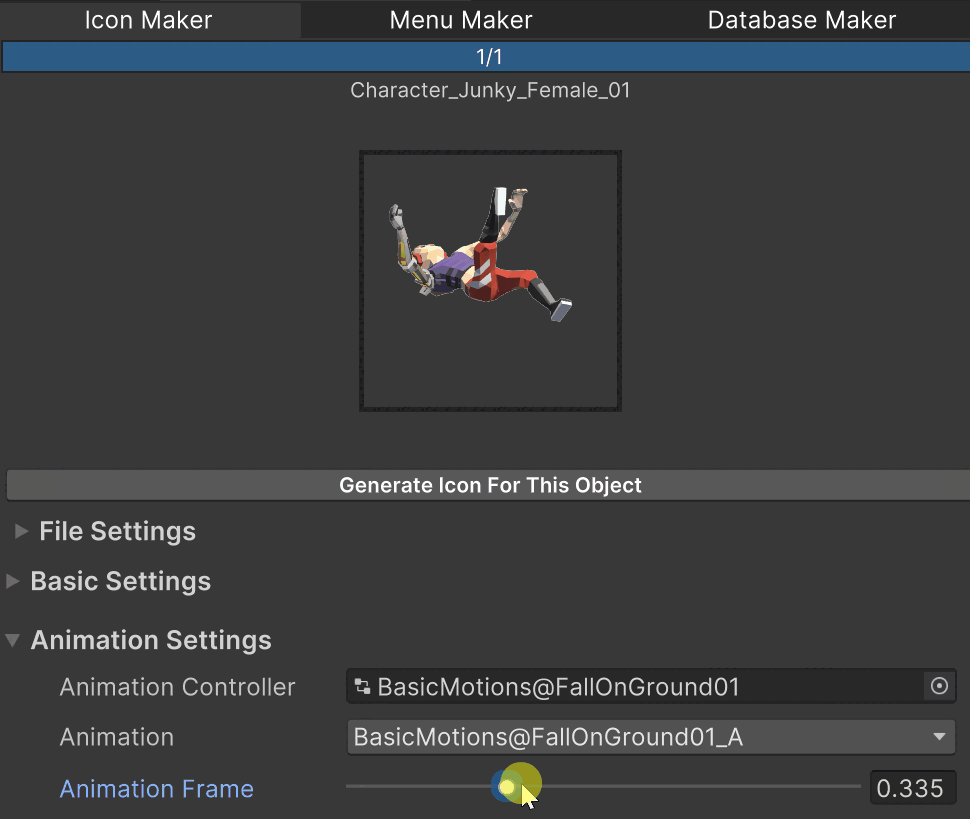 Icon Maker Menu Maker Database Maker
1/1
Character_Junky_Female_01
Generate Icon For This Object
File Settings
Basic Settings
Animation Settings
Animation Controller BasicMotions@FallOnGround01
Animation BasicMotions@FallOnGround01_A
Animation Frame 0.335